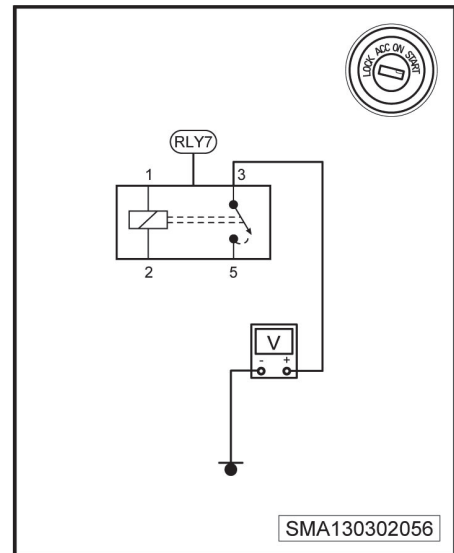 LOCK ACC ON START
RLY7
1 3
2 5
V
- +
SMA130302056